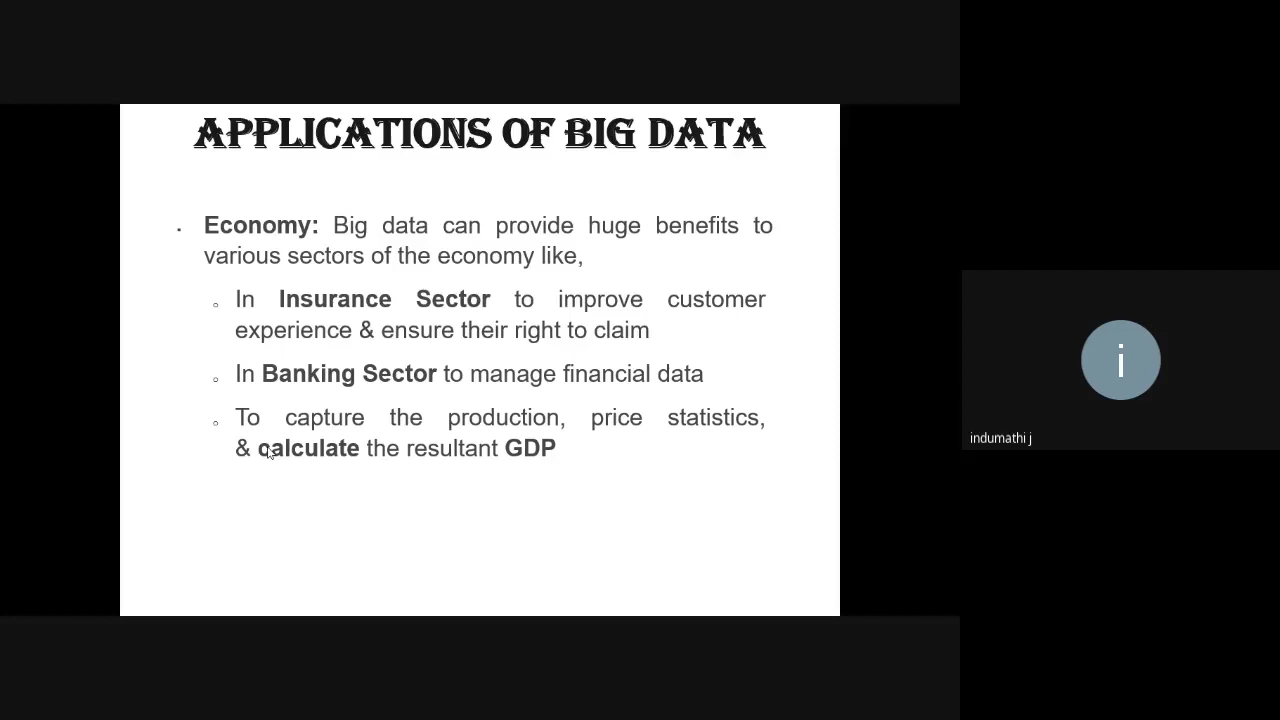 APPLICATIONS OF BIG DATA
• Economy: Big data can provide huge benefits to
various sectors of the economy like,
○ In Insurance Sector to improve customer
experience & ensure their right to claim
○ In Banking Sector to manage financial data
○ To capture the production, price statistics,
& calculate the resultant GDP
i
indumathi j